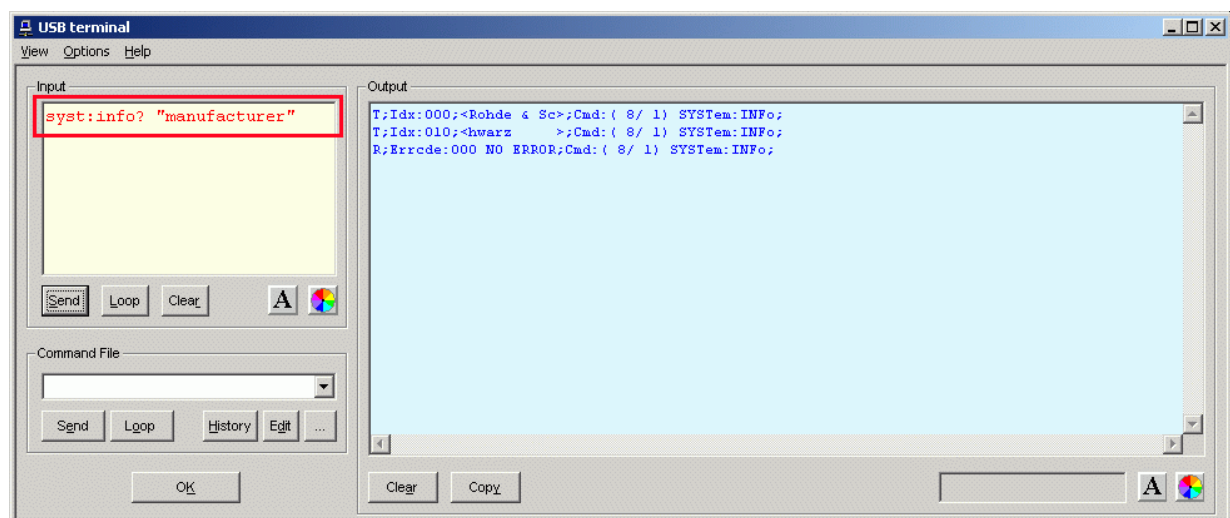 USB terminal
View Options Help
Input
syst:info? "manufacturer"
Send Loop Clear A
Command File
Send Loop History Edit ...
OK
Output
T;Idx:000;<Rohde & Sc>;Cmd:( 8/ 1) SYSTem:INFo;
T;Idx:010;<hwarz     >;Cmd:( 8/ 1) SYSTem:INFo;
R;Errcde:000 NO ERROR;Cmd:( 8/ 1) SYSTem:INFo;
Clear Copy A